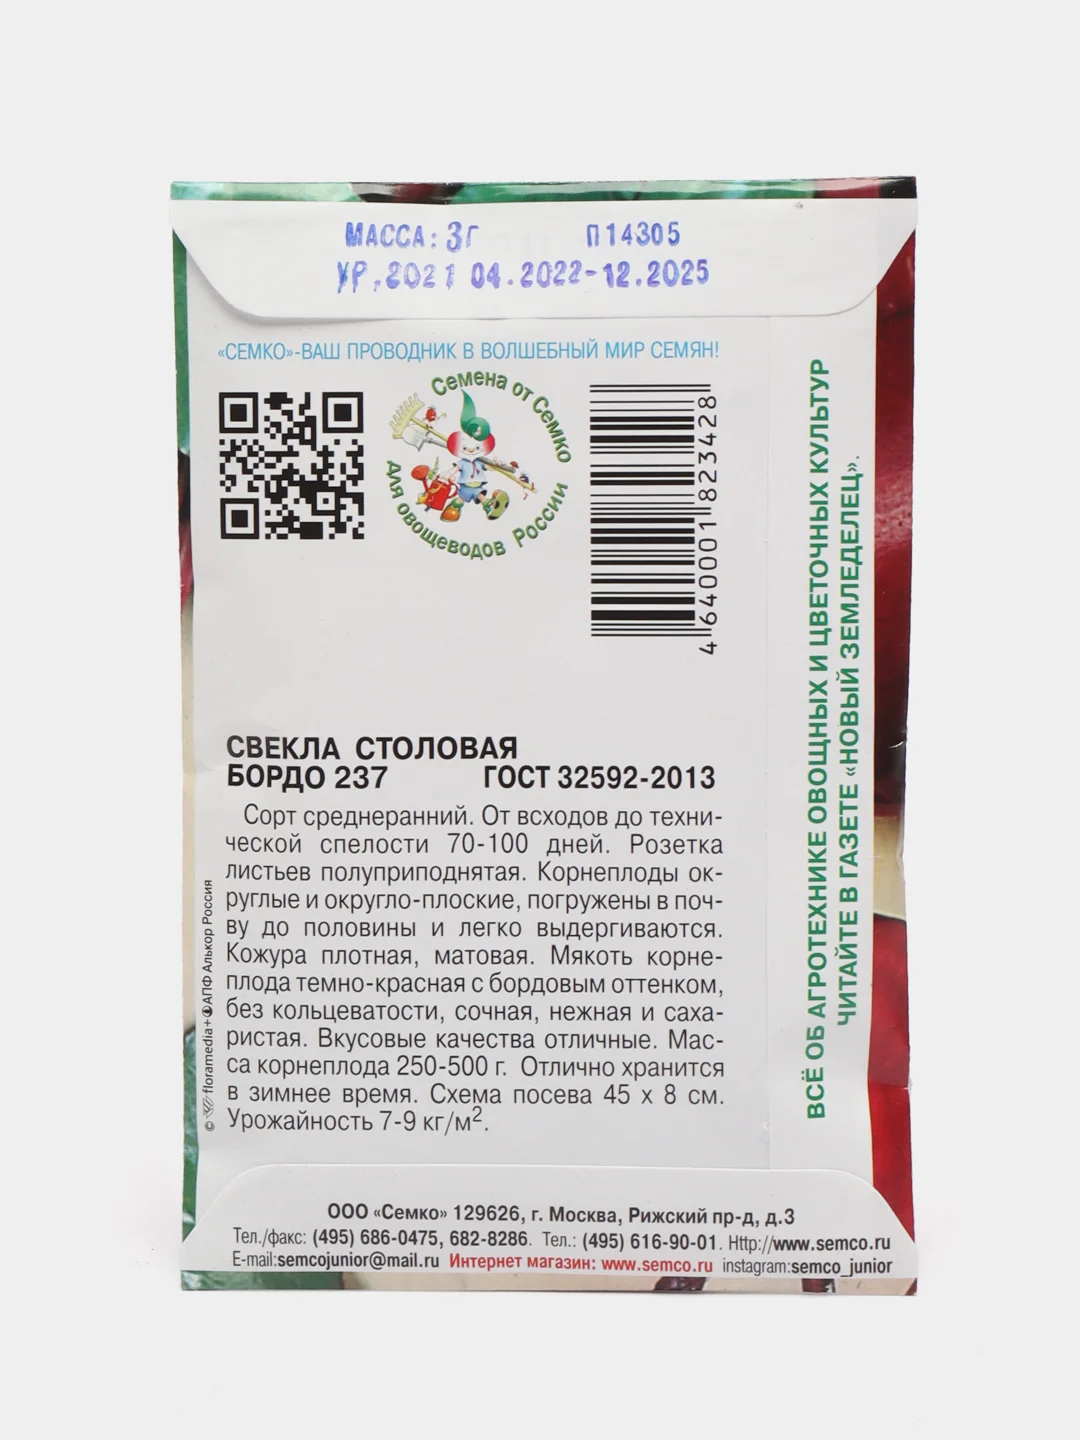 МАССА: 3Г П14305
УР.2021 04.2022-12.2025
«СЕМКО»-ВАШ ПРОВОДНИК В ВОЛШЕБНЫЙ МИР СЕМЯН!
Семена от Семко
Для овощеводов России
4 640001 823428
СВЕКЛА СТОЛОВАЯ
БОРДО 237 ГОСТ 32592-2013
Сорт среднеранний. От всходов до техни-
ческой спелости 70-100 дней. Розетка
листьев полуприподнятая. Корнеплоды ок-
руглые и округло-плоские, погружены в поч-
ву до половины и легко выдергиваются.
Кожура плотная, матовая. Мякоть корне-
плода темно-красная с бордовым оттенком,
без кольцеватости, сочная, нежная и саха-
ристая. Вкусовые качества отличные. Мас-
са корнеплода 250-500 г. Отлично хранится
в зимнее время. Схема посева 45 х 8 см.
Урожайность 7-9 кг/м².
© floramedia+ АПФ Алькор Россия
ВСЁ ОБ АГРОТЕХНИКЕ ОВОЩНЫХ И ЦВЕТОЧНЫХ КУЛЬТУР
ЧИТАЙТЕ В ГАЗЕТЕ «НОВЫЙ ЗЕМЛЕДЕЛЕЦ».
ООО «Семко» 129626, г. Москва, Рижский пр-д, д.3
Тел./факс: (495) 686-0475, 682-8286. Тел.: (495) 616-90-01. Http://www.semco.ru
E-mail:semcojunior@mail.ru Интернет магазин: www.semco.ru instagram:semco_junior